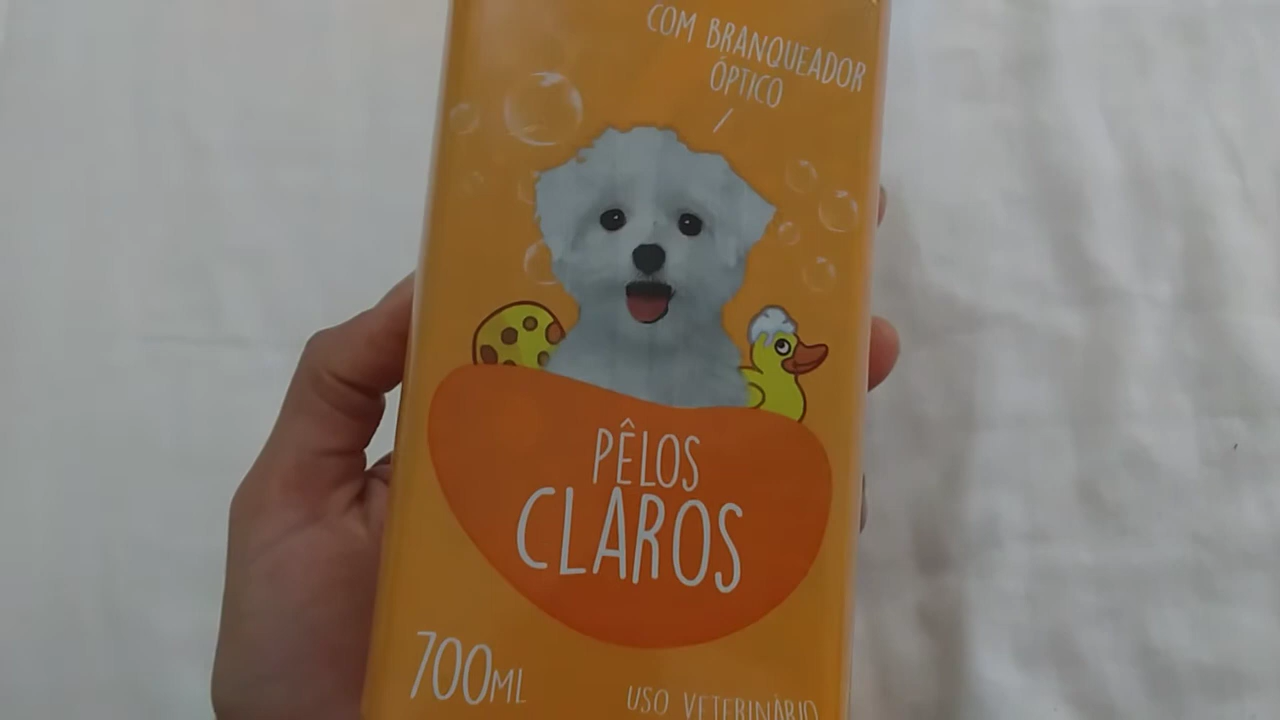 COM BRANQUEADOR
ÓPTICO
PÊLOS
CLAROS
700ML
USO VETERINÁRIO